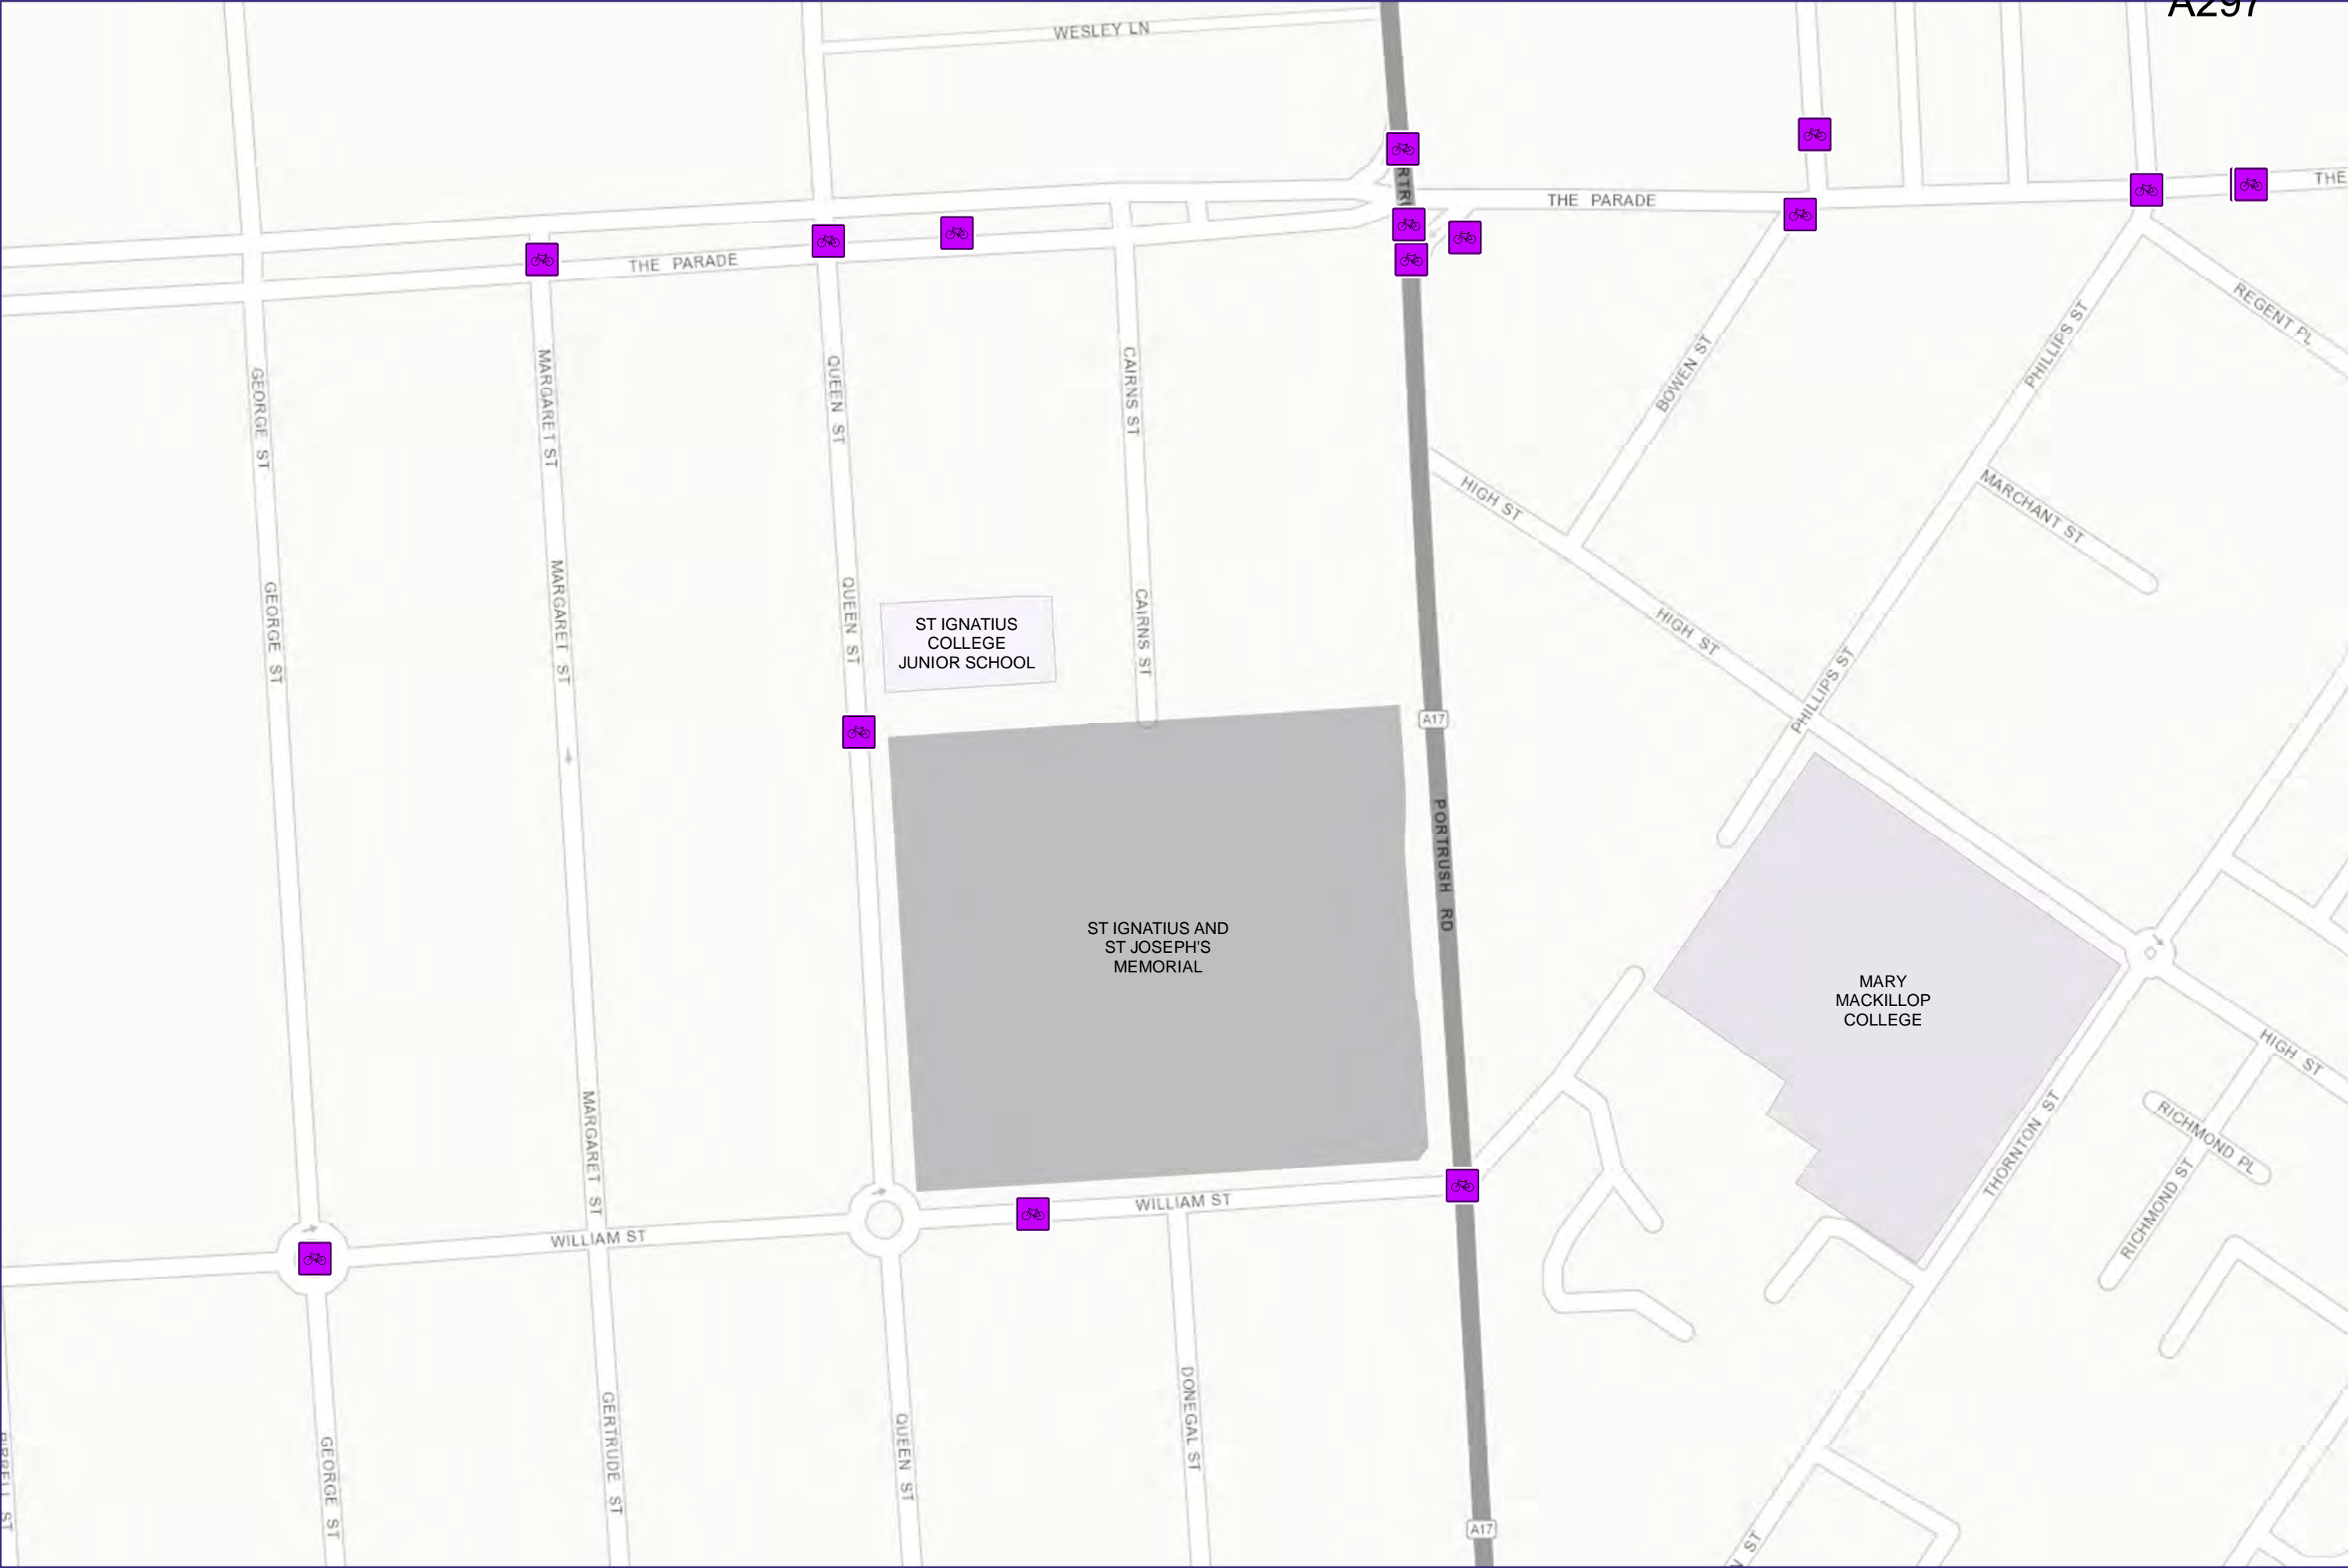 A297
WESLEY LN
THE PARADE
THE
THE PARADE
REGENT PL
PHILLIPS ST
BOWEN ST
GEORGE ST
MARGARET ST
QUEEN ST
CAIRNS ST
HIGH ST
MARCHANT ST
GEORGE ST
MARGARET ST
QUEEN ST
CAIRNS ST
HIGH ST
PHILLIPS ST
ST IGNATIUS
COLLEGE
JUNIOR SCHOOL
A17
PORTRUSH RD
ST IGNATIUS AND
ST JOSEPH'S
MEMORIAL
MARY
MACKILLOP
COLLEGE
HIGH ST
THORNTON ST
RICHMOND PL
RICHMOND ST
MARGARET ST
WILLIAM ST
WILLIAM ST
GEORGE ST
GERTRUDE ST
QUEEN ST
DONEGAL ST
A17
ST
ST